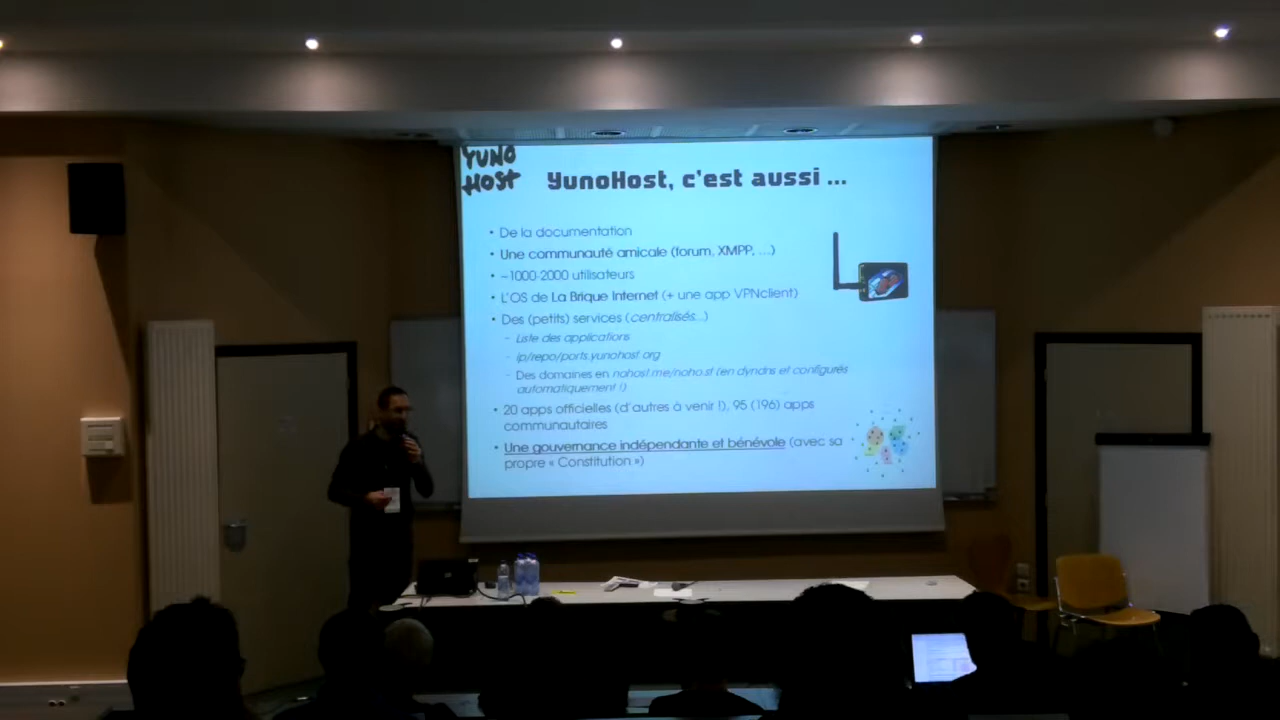 YUNO
HOST
YunoHost, c'est aussi ...
• De la documentation
• Une communauté amicale (forum, XMPP, ...)
• ~1000-2000 utilisateurs
• L'OS de La Brique Internet (+ une app VPNclient)
• Des (petits) services (centralisés...)
- Liste des applications
- ip/repo/ports.yunohost.org
- Des domaines en nohost.me/noho.st (en dyndns et configurés
automatiquement !)
• 20 apps officielles (d'autres à venir !), 95 (196) apps
communautaires
• Une gouvernance indépendante et bénévole (avec sa
propre « Constitution »)